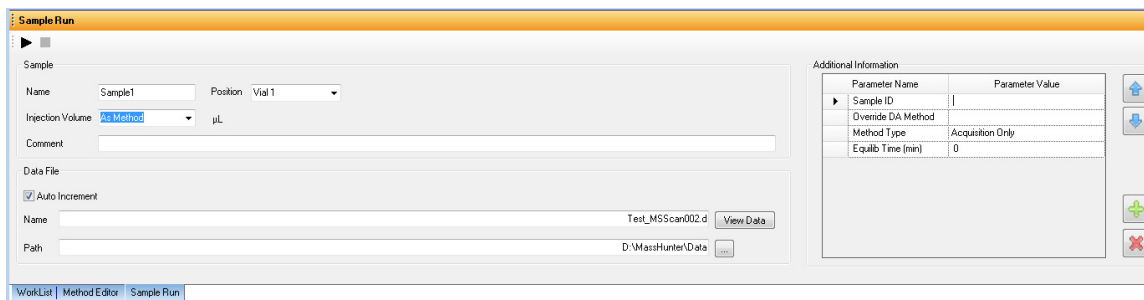 Sample Run
Sample
Name Sample1 Position Vial 1
Injection Volume As Method µL
Comment
Data File
Auto Increment
Name Test_MSScan002.d View Data
Path D:\MassHunter\Data ...
Additional Information
Parameter Name Parameter Value
Sample ID
Override DA Method
Method Type Acquisition Only
Equilib Time (min) 0
WorkList Method Editor Sample Run